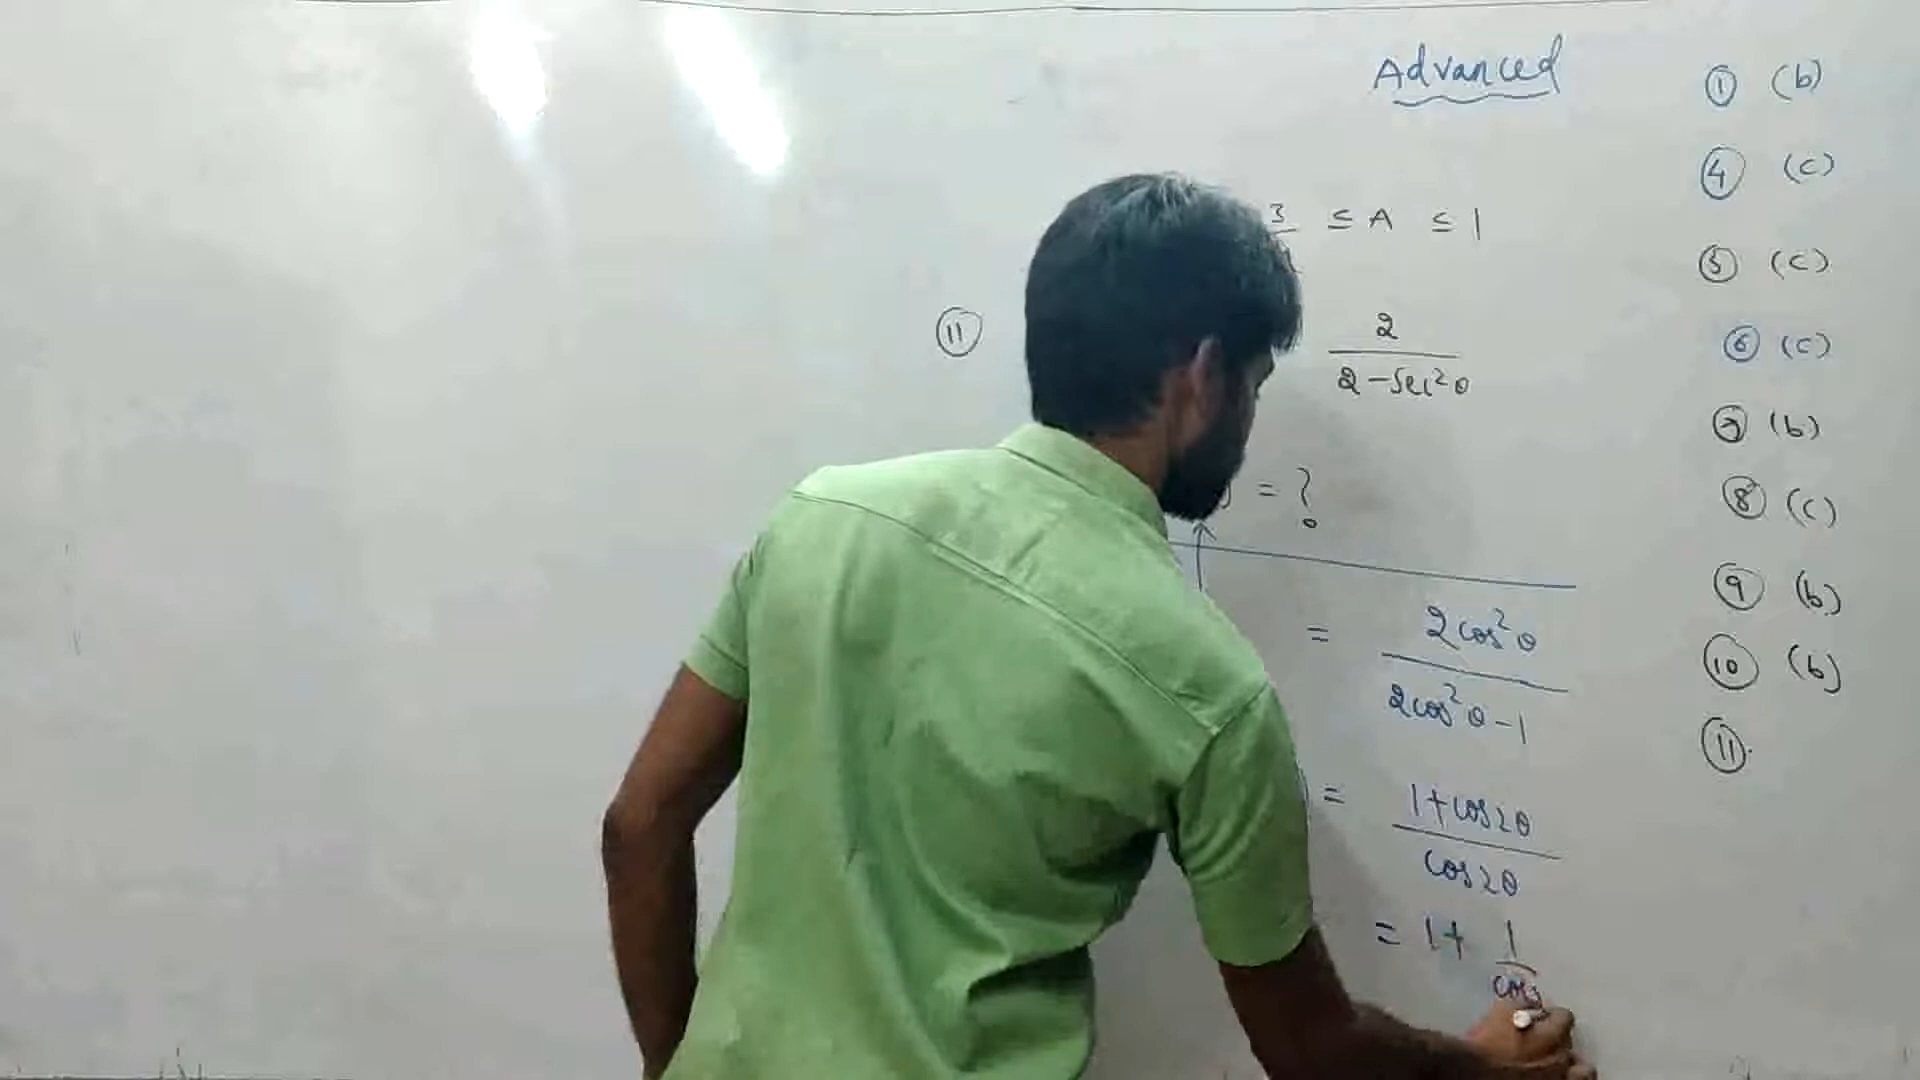 Advanced
3 ≤ A ≤ 1
⑪ 2 / 2 - Sec²θ
) = ?
= 2cos²θ / 2cos²θ - 1
) = 1+cos2θ / cos2θ
= 1+ 1 / cos
① (b)
④ (c)
⑤ (c)
⑥ (c)
⑦ (b)
⑧ (c)
⑨ (b)
⑩ (b)
⑪.